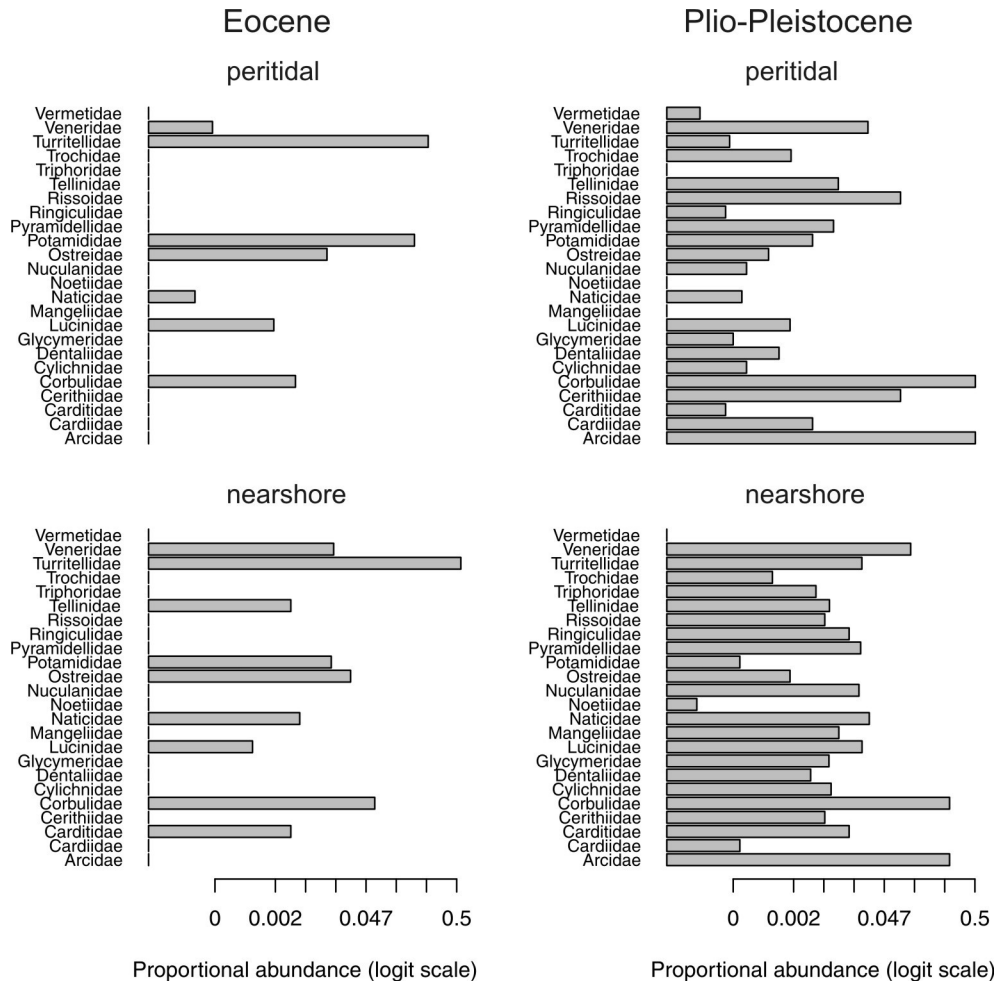 Eocene
peritidal
Vermetidae
Veneridae
Turritellidae
Trochidae
Triphoridae
Tellinidae
Rissoidae
Ringiculidae
Pyramidellidae
Potamididae
Ostreidae
Nuculanidae
Noetiidae
Naticidae
Mangeliidae
Lucinidae
Glycymeridae
Dentaliidae
Cylichnidae
Corbulidae
Cerithiidae
Carditidae
Cardiidae
Arcidae
nearshore
Vermetidae
Veneridae
Turritellidae
Trochidae
Triphoridae
Tellinidae
Rissoidae
Ringiculidae
Pyramidellidae
Potamididae
Ostreidae
Nuculanidae
Noetiidae
Naticidae
Mangeliidae
Lucinidae
Glycymeridae
Dentaliidae
Cylichnidae
Corbulidae
Cerithiidae
Carditidae
Cardiidae
Arcidae
0 0.002 0.047 0.5
Proportional abundance (logit scale)
Plio-Pleistocene
peritidal
Vermetidae
Veneridae
Turritellidae
Trochidae
Triphoridae
Tellinidae
Rissoidae
Ringiculidae
Pyramidellidae
Potamididae
Ostreidae
Nuculanidae
Noetiidae
Naticidae
Mangeliidae
Lucinidae
Glycymeridae
Dentaliidae
Cylichnidae
Corbulidae
Cerithiidae
Carditidae
Cardiidae
Arcidae
nearshore
Vermetidae
Veneridae
Turritellidae
Trochidae
Triphoridae
Tellinidae
Rissoidae
Ringiculidae
Pyramidellidae
Potamididae
Ostreidae
Nuculanidae
Noetiidae
Naticidae
Mangeliidae
Lucinidae
Glycymeridae
Dentaliidae
Cylichnidae
Corbulidae
Cerithiidae
Carditidae
Cardiidae
Arcidae
0 0.002 0.047 0.5
Proportional abundance (logit scale)